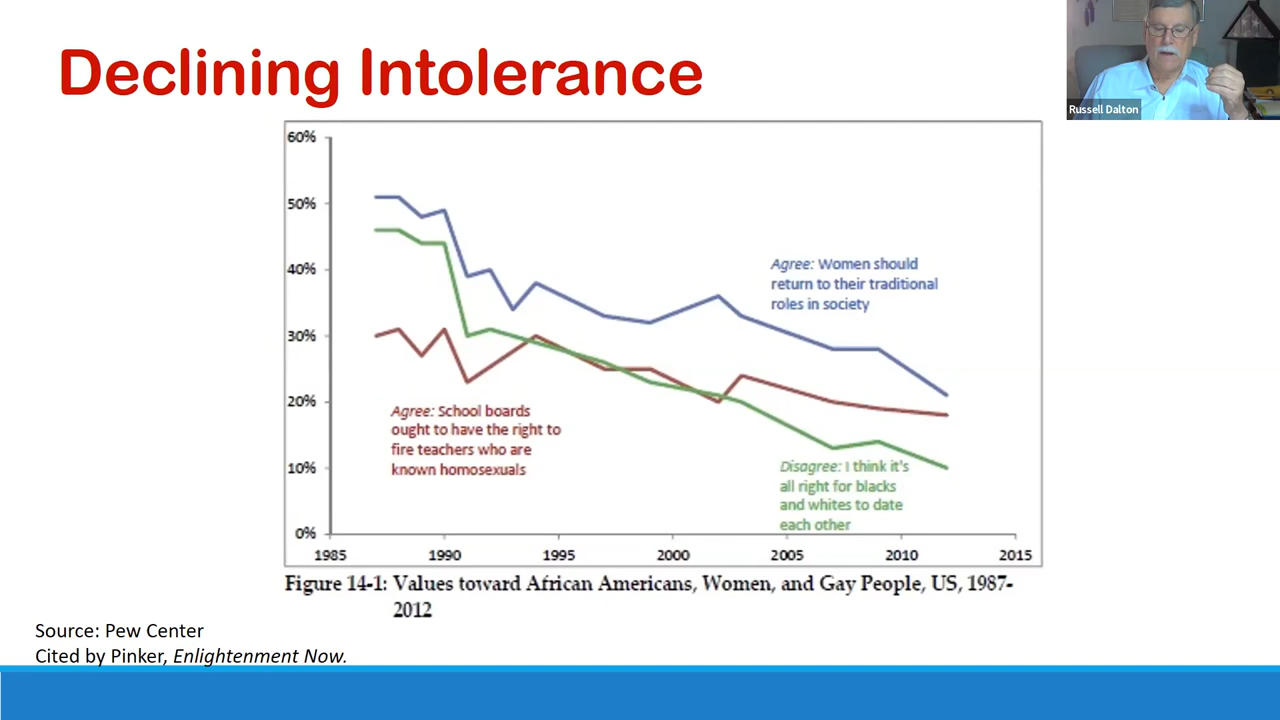 Declining Intolerance
Russell Dalton
60%
50%
40%
30%
20%
10%
0%
1985 1990 1995 2000 2005 2010 2015
Agree: Women should
return to their traditional
roles in society
Agree: School boards
ought to have the right to
fire teachers who are
known homosexuals
Disagree: I think it's
all right for blacks
and whites to date
each other
Figure 14-1: Values toward African Americans, Women, and Gay People, US, 1987-
2012
Source: Pew Center
Cited by Pinker, Enlightenment Now.